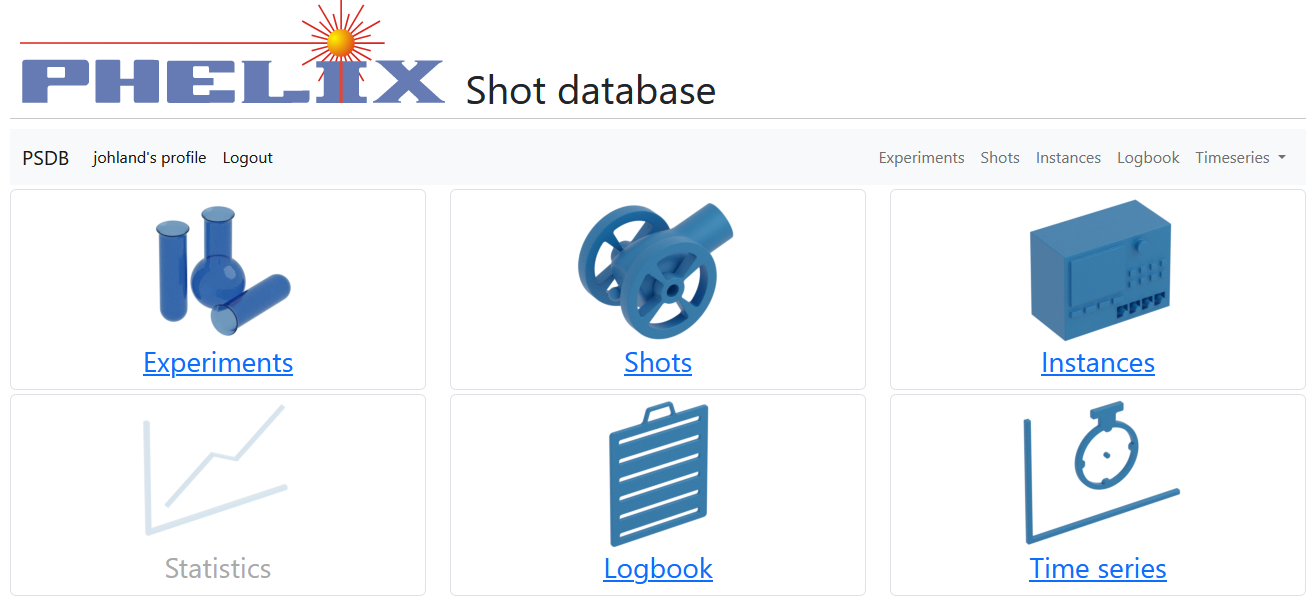 PHELIX Shot database
PSDB johland's profile Logout Experiments Shots Instances Logbook Timeseries
Experiments Shots Instances
Statistics Logbook Time series